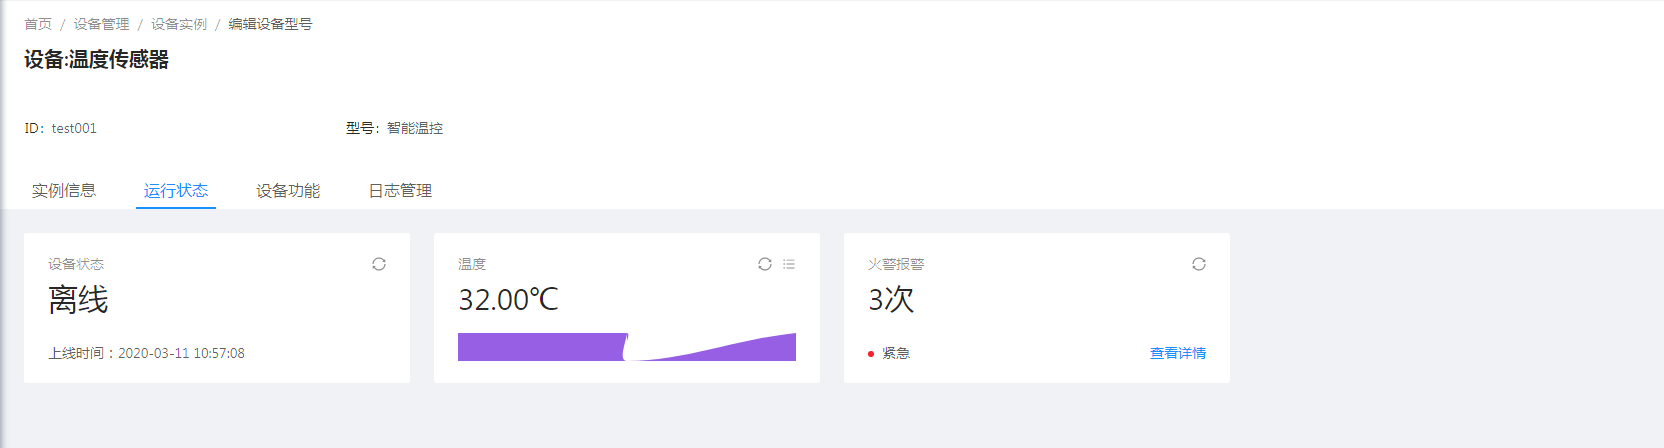 首页 / 设备管理 / 设备实例 / 编辑设备型号
设备:温度传感器
ID: test001 型号: 智能温控
实例信息 运行状态 设备功能 日志管理
设备状态
离线
上线时间：2020-03-11 10:57:08
温度
32.00℃
火警报警
3次
紧急 查看详情